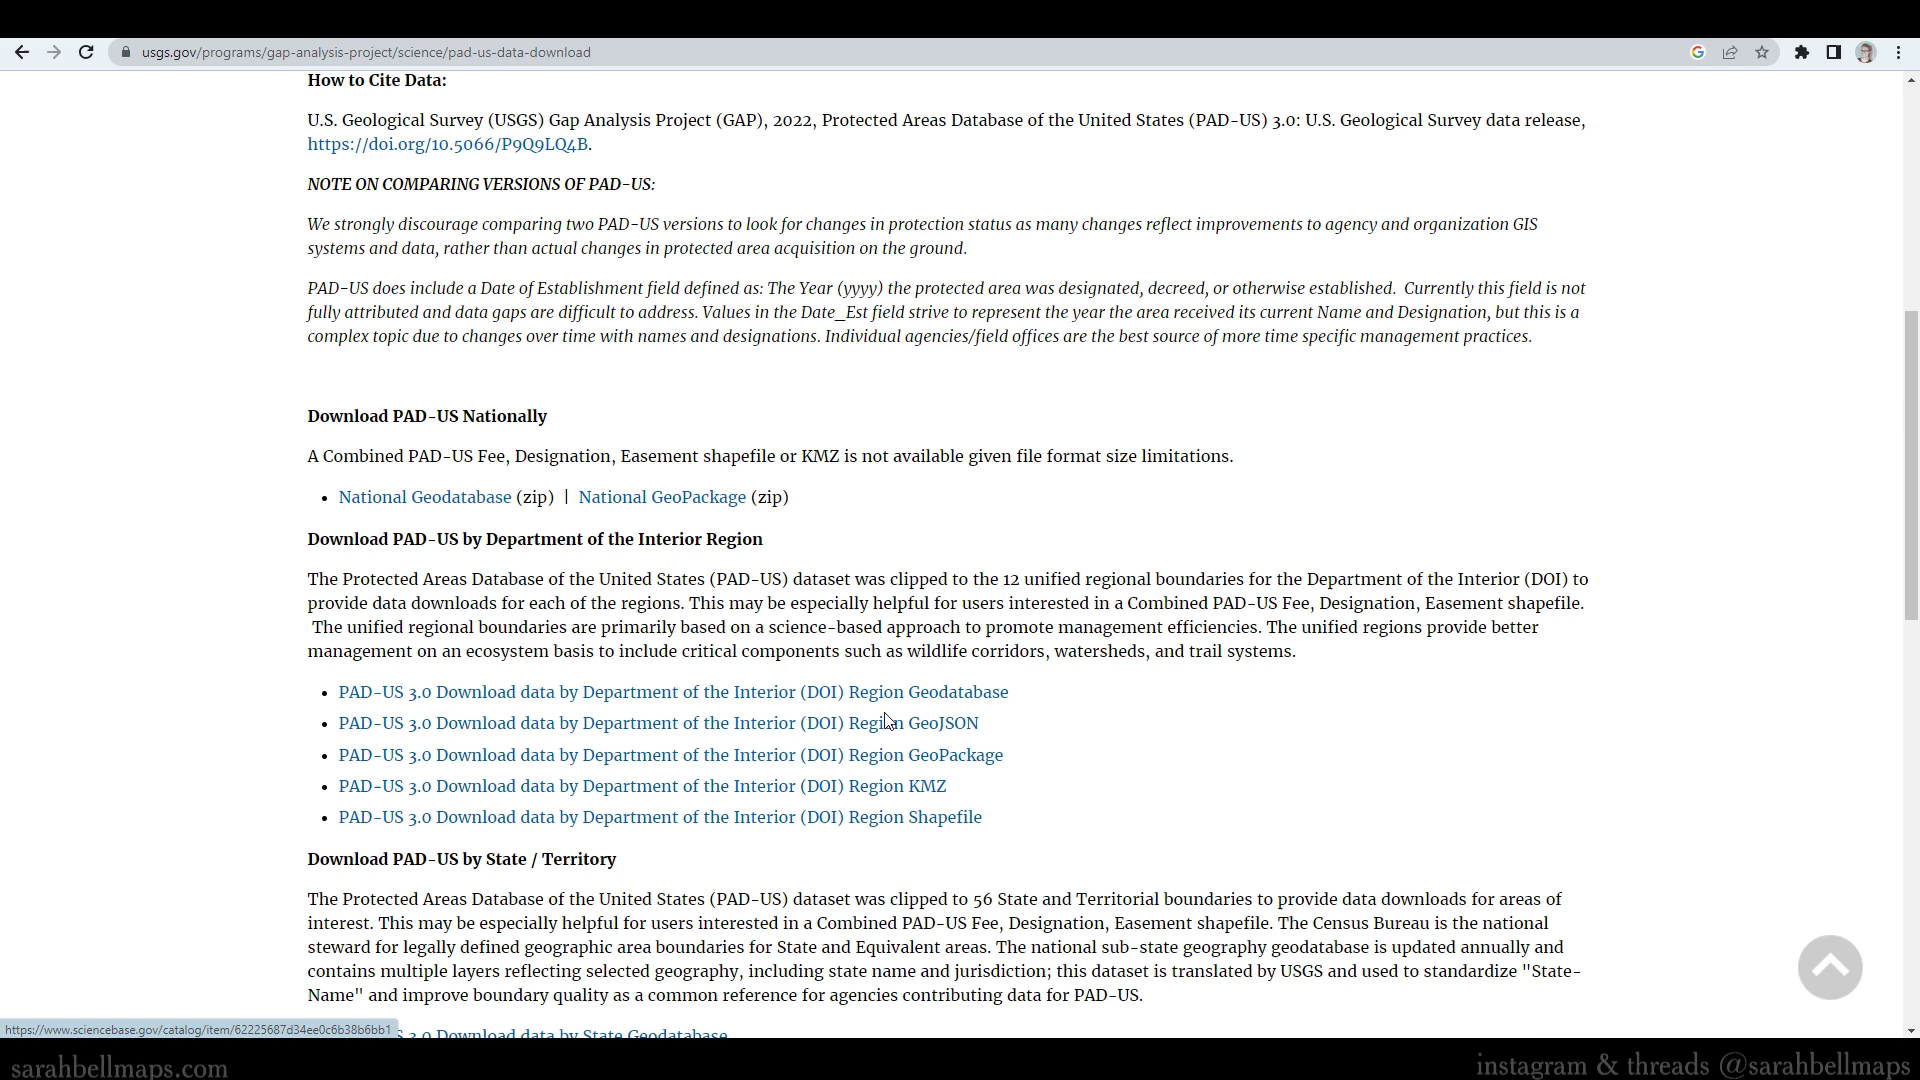 usgs.gov/programs/gap-analysis-project/science/pad-us-data-download
How to Cite Data:
U.S. Geological Survey (USGS) Gap Analysis Project (GAP), 2022, Protected Areas Database of the United States (PAD-US) 3.0: U.S. Geological Survey data release,
https://doi.org/10.5066/P9Q9LQ4B.
NOTE ON COMPARING VERSIONS OF PAD-US:
We strongly discourage comparing two PAD-US versions to look for changes in protection status as many changes reflect improvements to agency and organization GIS
systems and data, rather than actual changes in protected area acquisition on the ground.
PAD-US does include a Date of Establishment field defined as: The Year (yyyy) the protected area was designated, decreed, or otherwise established.  Currently this field is not
fully attributed and data gaps are difficult to address. Values in the Date_Est field strive to represent the year the area received its current Name and Designation, but this is a
complex topic due to changes over time with names and designations. Individual agencies/field offices are the best source of more time specific management practices.
Download PAD-US Nationally
A Combined PAD-US Fee, Designation, Easement shapefile or KMZ is not available given file format size limitations.
• National Geodatabase (zip) | National GeoPackage (zip)
Download PAD-US by Department of the Interior Region
The Protected Areas Database of the United States (PAD-US) dataset was clipped to the 12 unified regional boundaries for the Department of the Interior (DOI) to
provide data downloads for each of the regions. This may be especially helpful for users interested in a Combined PAD-US Fee, Designation, Easement shapefile.
The unified regional boundaries are primarily based on a science-based approach to promote management efficiencies. The unified regions provide better
management on an ecosystem basis to include critical components such as wildlife corridors, watersheds, and trail systems.
• PAD-US 3.0 Download data by Department of the Interior (DOI) Region Geodatabase
• PAD-US 3.0 Download data by Department of the Interior (DOI) Region GeoJSON
• PAD-US 3.0 Download data by Department of the Interior (DOI) Region GeoPackage
• PAD-US 3.0 Download data by Department of the Interior (DOI) Region KMZ
• PAD-US 3.0 Download data by Department of the Interior (DOI) Region Shapefile
Download PAD-US by State / Territory
The Protected Areas Database of the United States (PAD-US) dataset was clipped to 56 State and Territorial boundaries to provide data downloads for areas of
interest. This may be especially helpful for users interested in a Combined PAD-US Fee, Designation, Easement shapefile. The Census Bureau is the national
steward for legally defined geographic area boundaries for State and Equivalent areas. The national sub-state geography geodatabase is updated annually and
contains multiple layers reflecting selected geography, including state name and jurisdiction; this dataset is translated by USGS and used to standardize "State-
Name" and improve boundary quality as a common reference for agencies contributing data for PAD-US.
https://www.sciencebase.gov/catalog/item/62225687d34ee0c6b38b6bb1
S 3.0 Download data by State Geodatabase
sarahbellmaps.com
instagram & threads @sarahbellmaps